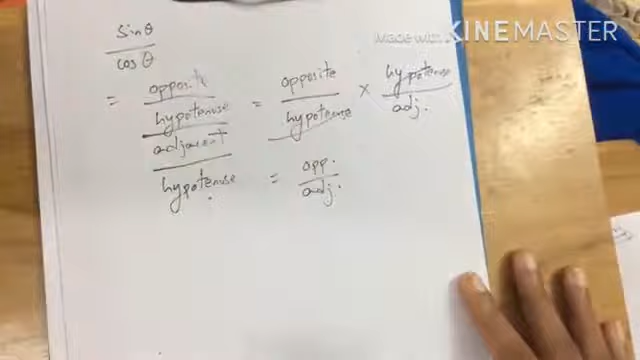 Made with KINEMASTER
sinθ
cosθ
= opposite / hypotenuse / adjacent / hypotenuse = opposite / hypotenuse × hypotenuse / adj.
= opp. / adj.